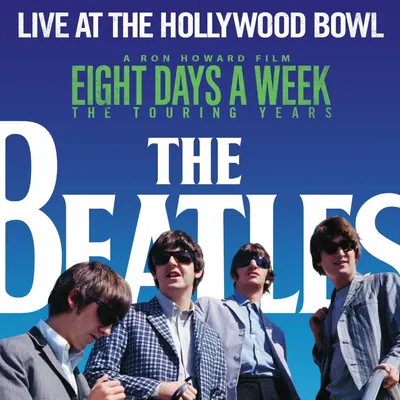 LIVE AT THE HOLLYWOOD BOWL
A RON HOWARD FILM
EIGHT DAYS A WEEK
THE TOURING YEARS
THE
BEATLES